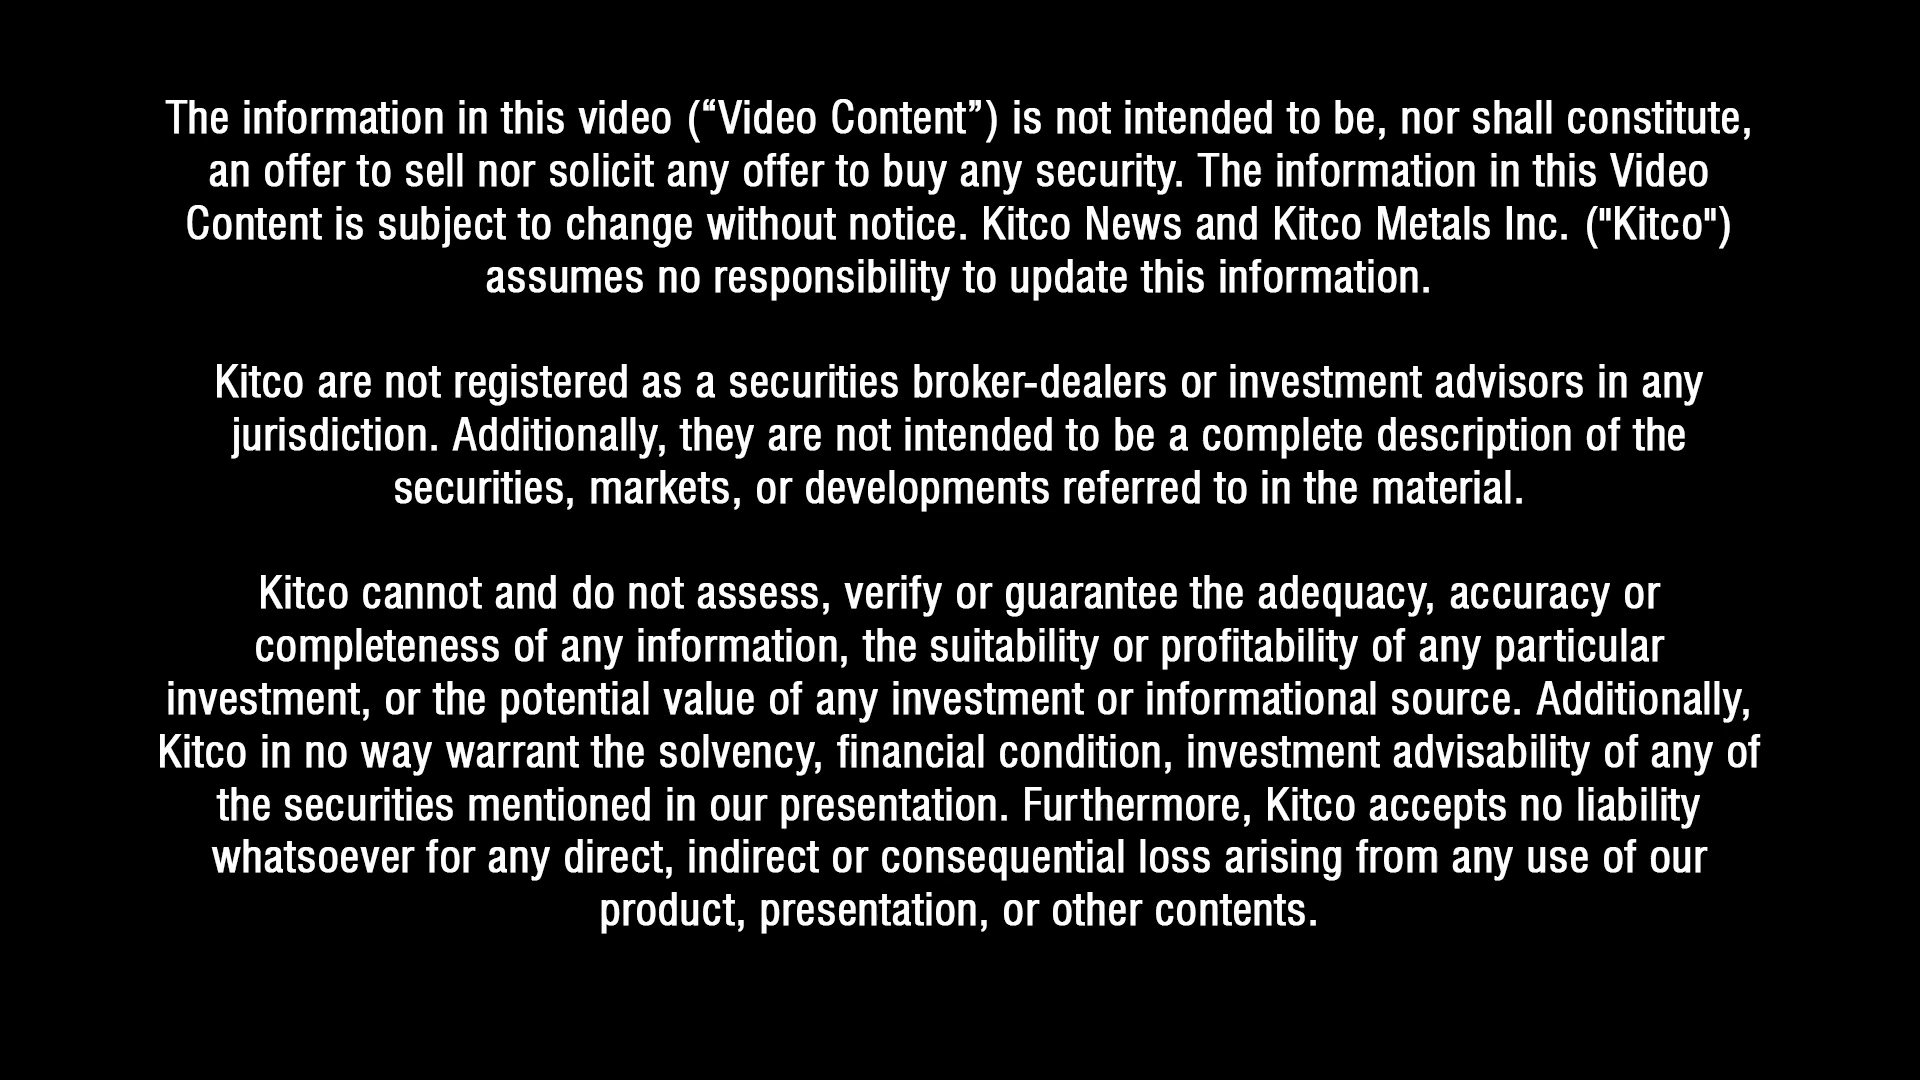 The information in this video (“Video Content”) is not intended to be, nor shall constitute,
an offer to sell nor solicit any offer to buy any security. The information in this Video
Content is subject to change without notice. Kitco News and Kitco Metals Inc. ("Kitco")
assumes no responsibility to update this information.
Kitco are not registered as a securities broker-dealers or investment advisors in any
jurisdiction. Additionally, they are not intended to be a complete description of the
securities, markets, or developments referred to in the material.
Kitco cannot and do not assess, verify or guarantee the adequacy, accuracy or
completeness of any information, the suitability or profitability of any particular
investment, or the potential value of any investment or informational source. Additionally,
Kitco in no way warrant the solvency, financial condition, investment advisability of any of
the securities mentioned in our presentation. Furthermore, Kitco accepts no liability
whatsoever for any direct, indirect or consequential loss arising from any use of our
product, presentation, or other contents.